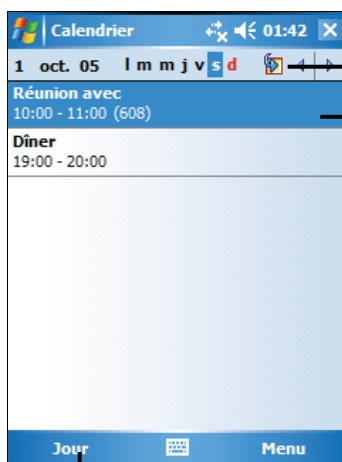 Calendrier 01:42
1 oct. 05 l m m j v s d
Réunion avec
10:00 - 11:00 (608)
Dîner
19:00 - 20:00
Jour Menu